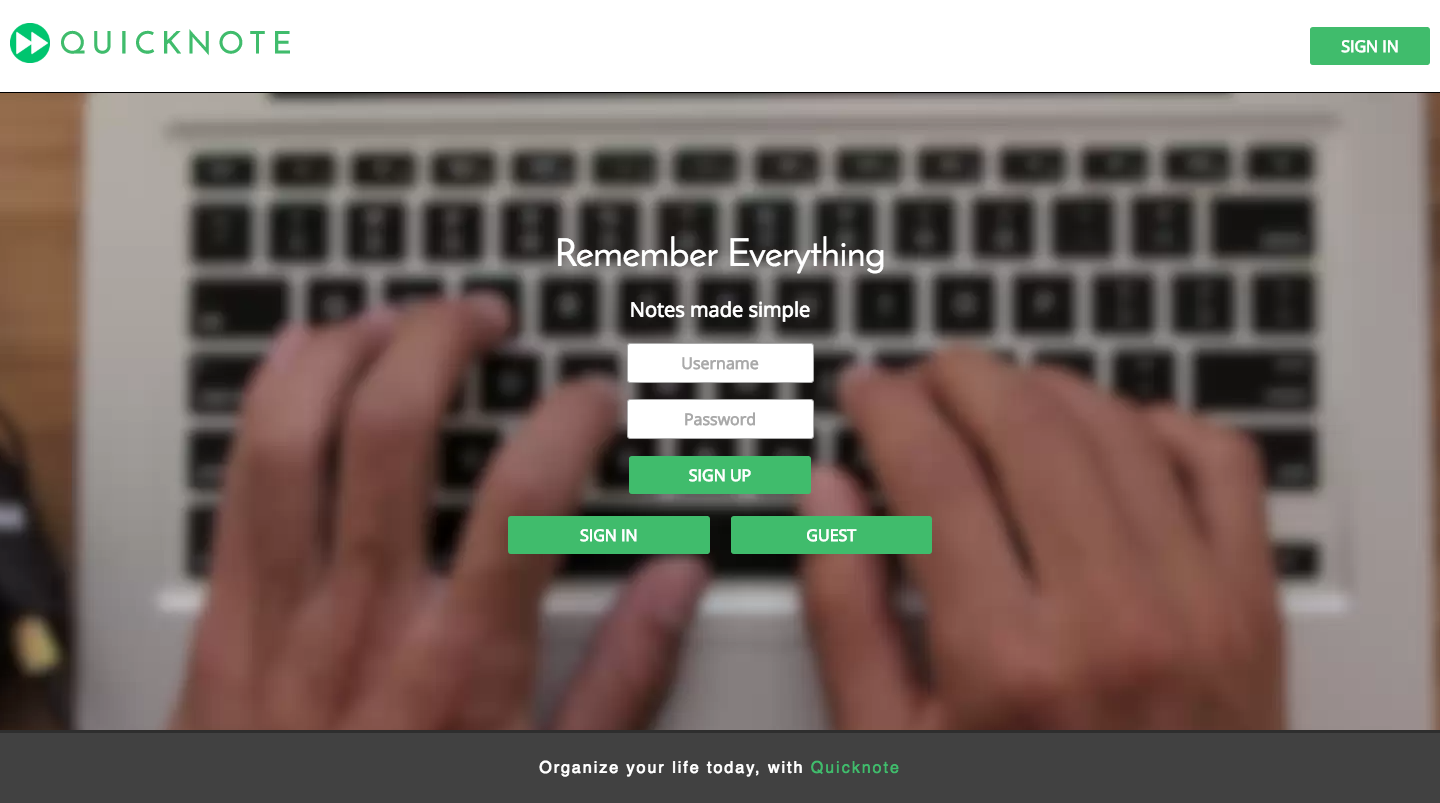 QUICKNOTE
SIGN IN
Remember Everything
Notes made simple
Username
Password
SIGN UP
SIGN IN
GUEST
Organize your life today, with Quicknote